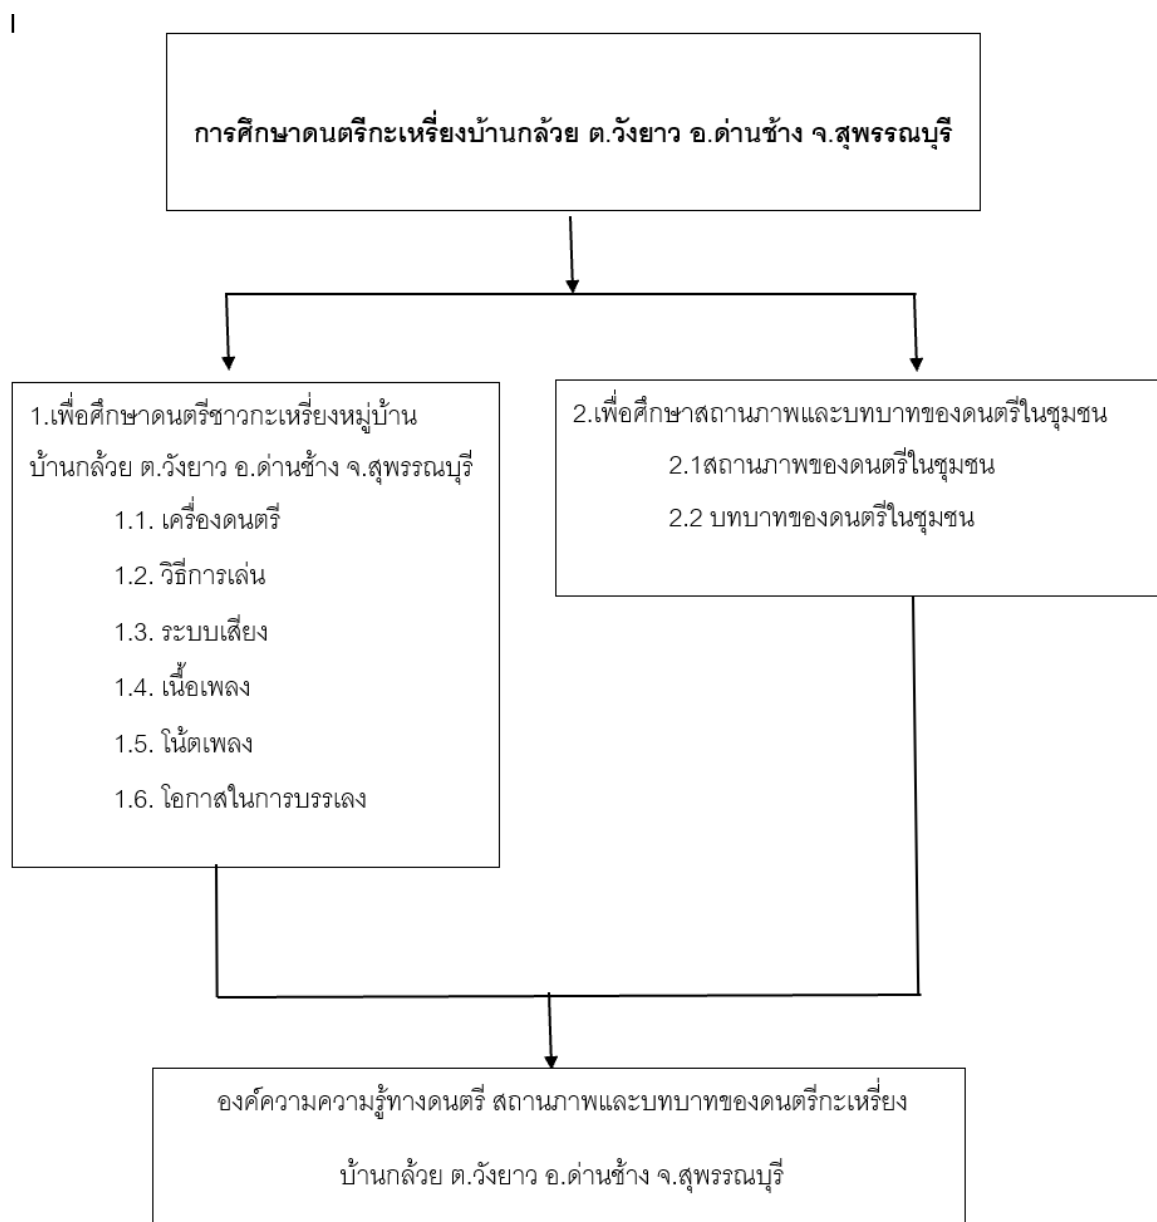 การศึกษาดนตรีกะเหรี่ยงบ้านกล้วย ต.วังยาว อ.ด่านช้าง จ.สุพรรณบุรี
1.เพื่อศึกษาดนตรีชาวกะเหรี่ยงหมู่บ้าน
บ้านกล้วย ต.วังยาว อ.ด่านช้าง จ.สุพรรณบุรี
1.1. เครื่องดนตรี
1.2. วิธีการเล่น
1.3. ระบบเสียง
1.4. เนื้อเพลง
1.5. โน้ตเพลง
1.6. โอกาสในการบรรเลง
2.เพื่อศึกษาสถานภาพและบทบาทของดนตรีในชุมชน
2.1สถานภาพของดนตรีในชุมชน
2.2 บทบาทของดนตรีในชุมชน
องค์ความความรู้ทางดนตรี สถานภาพและบทบาทของดนตรีกะเหรี่ยง
บ้านกล้วย ต.วังยาว อ.ด่านช้าง จ.สุพรรณบุรี